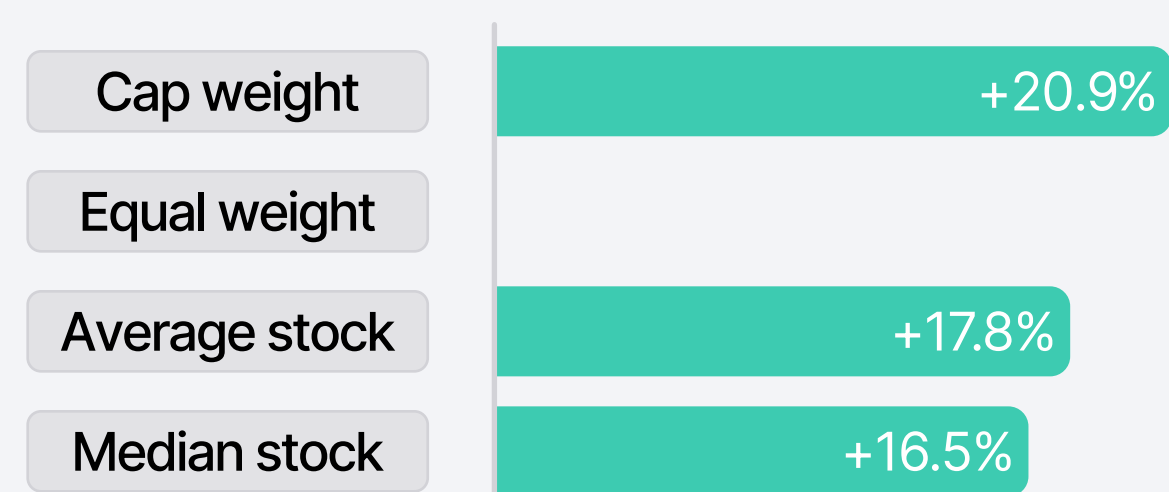 Cap weight +20.9%
Equal weight
Average stock +17.8%
Median stock +16.5%